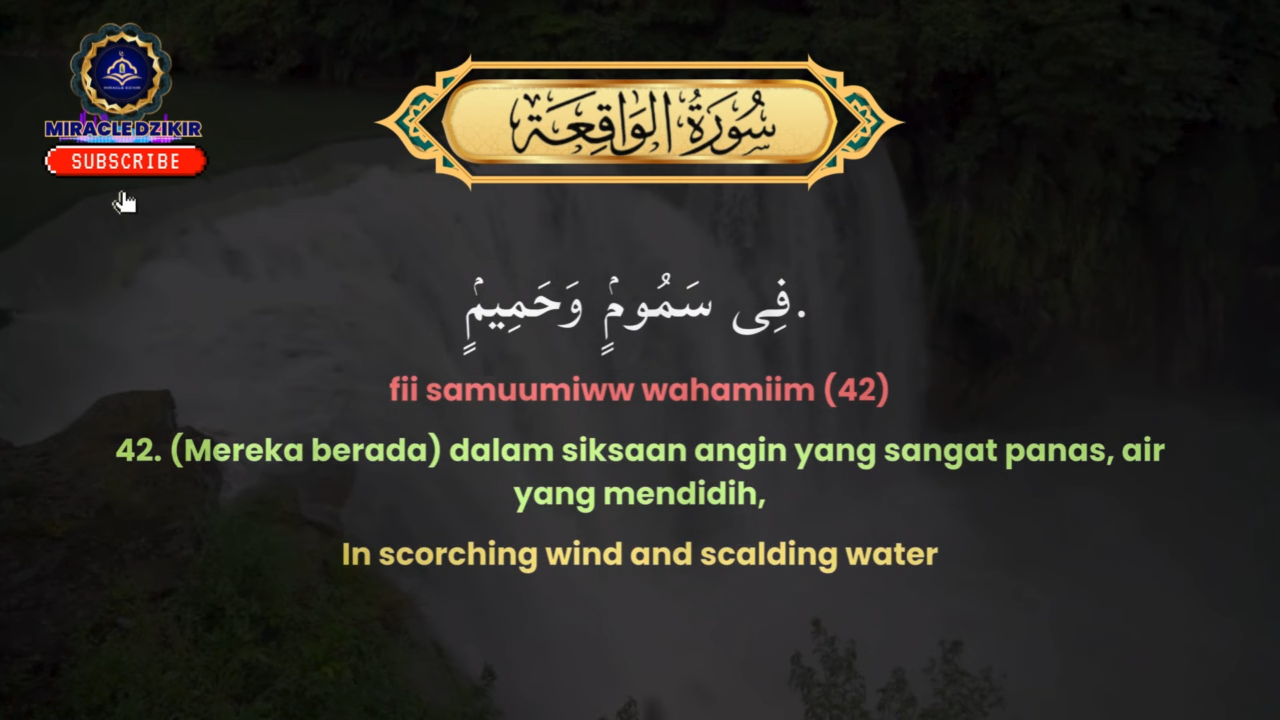 MIRACLEDZIKIR
SUBSCRIBE
سُورَةُ الوَاقِعَة
.فِى سَمُومٍۢ وَحَمِيمٍۢ
fii samuumiww wahamiim (42)
42. (Mereka berada) dalam siksaan angin yang sangat panas, air
yang mendidih,
In scorching wind and scalding water